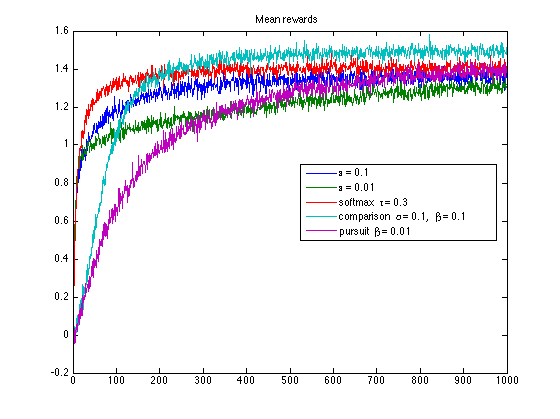 Mean rewards
1.6
1.4
1.2
1
0.8
0.6
0.4
0.2
0
-0.2
0 100 200 300 400 500 600 700 800 900 1000
ε = 0.1
ε = 0.01
softmax τ = 0.3
comparison α = 0.1, β = 0.1
pursuit β = 0.01